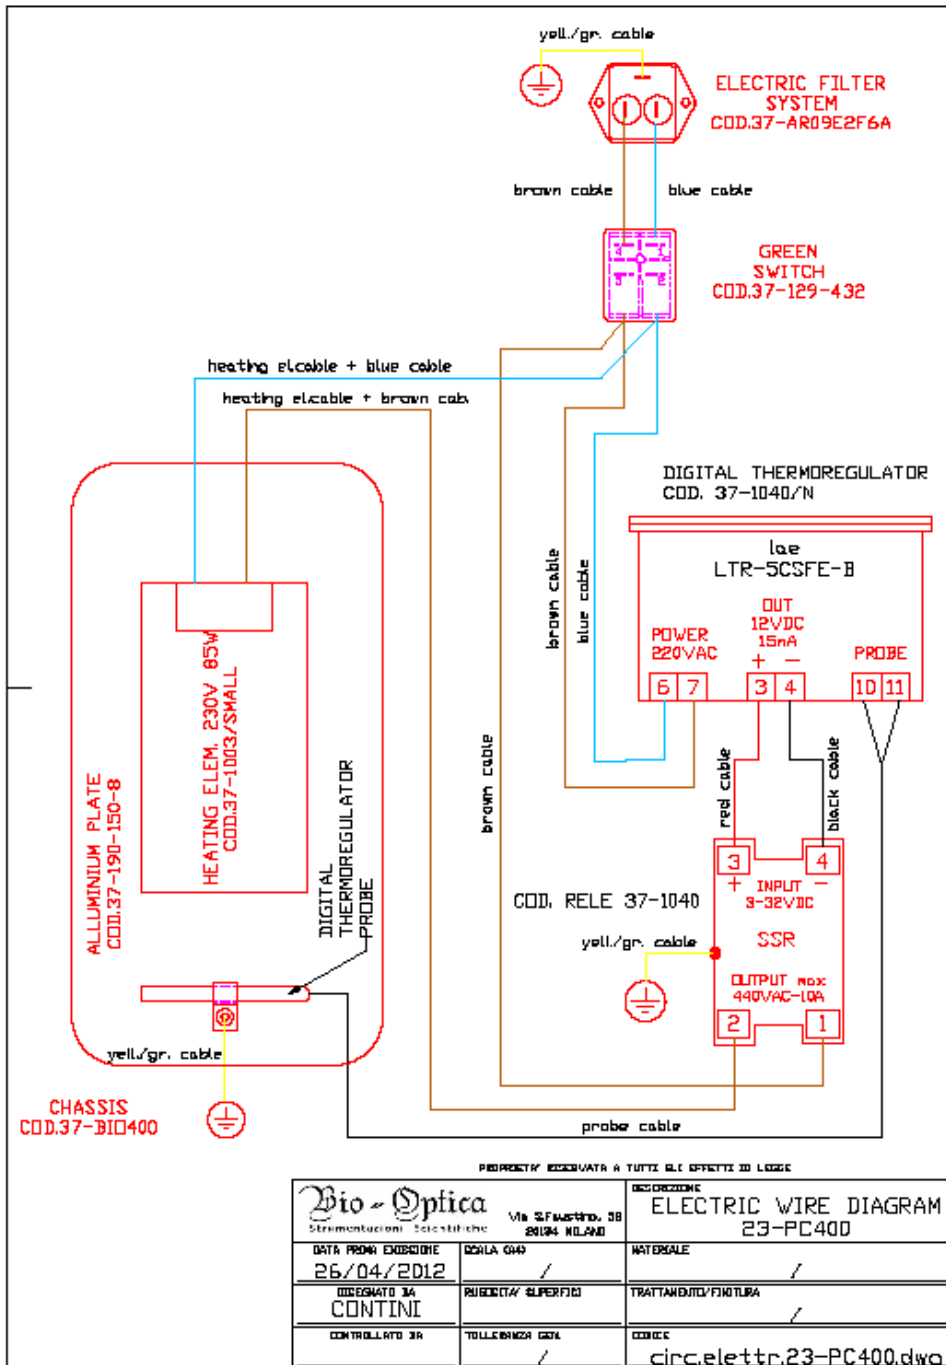 yell./gr. cable
ELECTRIC FILTER
SYSTEM
COD.37-AR09E2F6A
brown cable
blue cable
GREEN
SWITCH
COD.37-129-432
4
1
heating el.cable + blue cable
heating el.cable + brown cab.
DIGITAL THERMOREGULATOR
COD. 37-1040/N
lae
LTR-5CSFE-B
OUT
12VDC
15mA
POWER
220VAC
+ -
PROBE
6 7
3 4
10 11
brown cable
blue cable
brown cable
red cable
black cable
HEATING ELEM. 230V 85W
COD.37-1003/SMALL
ALLUMINIUM PLATE
COD.37-190-150-8
DIGITAL
THERMOREGULATOR
PROBE
COD. RELE 37-1040
3 4
+ -
INPUT
3-32VDC
SSR
yell./gr. cable
OUTPUT max
440VAC-10A
2 1
yell./gr. cable
CHASSIS
COD.37-BIO400
probe cable
PROPRIETA' RISERVATA A TUTTI GLI EFFETTI DI LEGGE
Bio - Optica
Strumentazioni Scientifiche
Via S.Faustino, 58
20134 MILANO
DESCRIZIONE
ELECTRIC WIRE DIAGRAM
23-PC400
DATA PRIMA EMISSIONE
26/04/2012
SCALA
/
MATERIALE
/
DISEGNATO DA
CONTINI
RUGOSITA' SUPERFICI
TRATTAMENTO/FINITURA
/
CONTROLLATO DA
TOLLERANZA GEN.
/
CODICE
circ.elettr.23-PC400.dwg